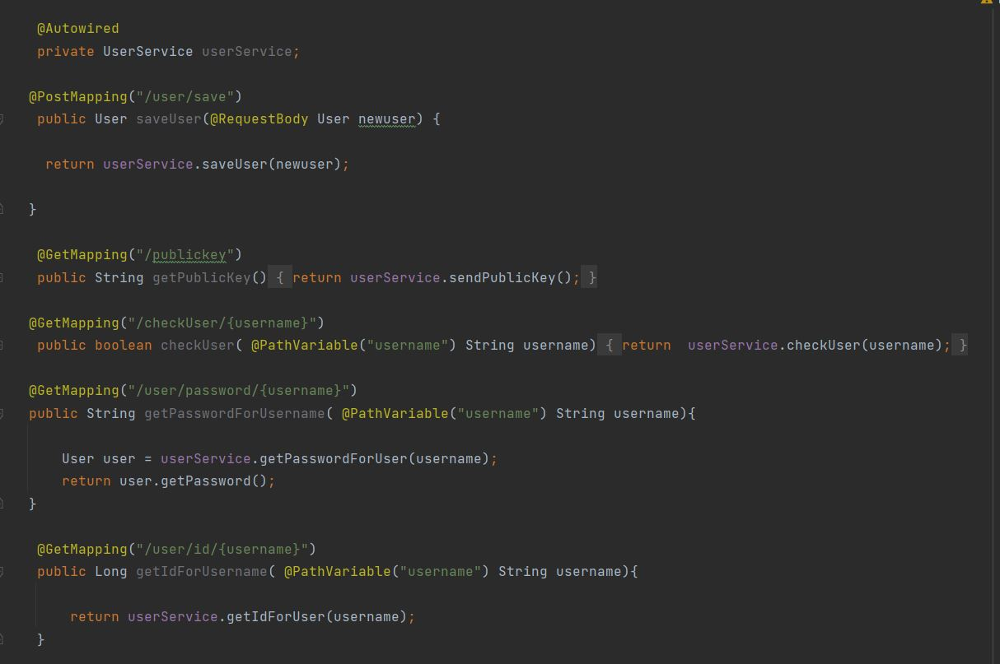 @Autowired
private UserService userService;
@PostMapping("/user/save")
public User saveUser(@RequestBody User newuser) {
return userService.saveUser(newuser);
}
@GetMapping("/publickey")
public String getPublicKey() { return userService.sendPublicKey(); }
@GetMapping("/checkUser/{username}")
public boolean checkUser( @PathVariable("username") String username) { return  userService.checkUser(username); }
@GetMapping("/user/password/{username}")
public String getPasswordForUsername( @PathVariable("username") String username){
User user = userService.getPasswordForUser(username);
return user.getPassword();
}
@GetMapping("/user/id/{username}")
public Long getIdForUsername( @PathVariable("username") String username){
return userService.getIdForUser(username);
}